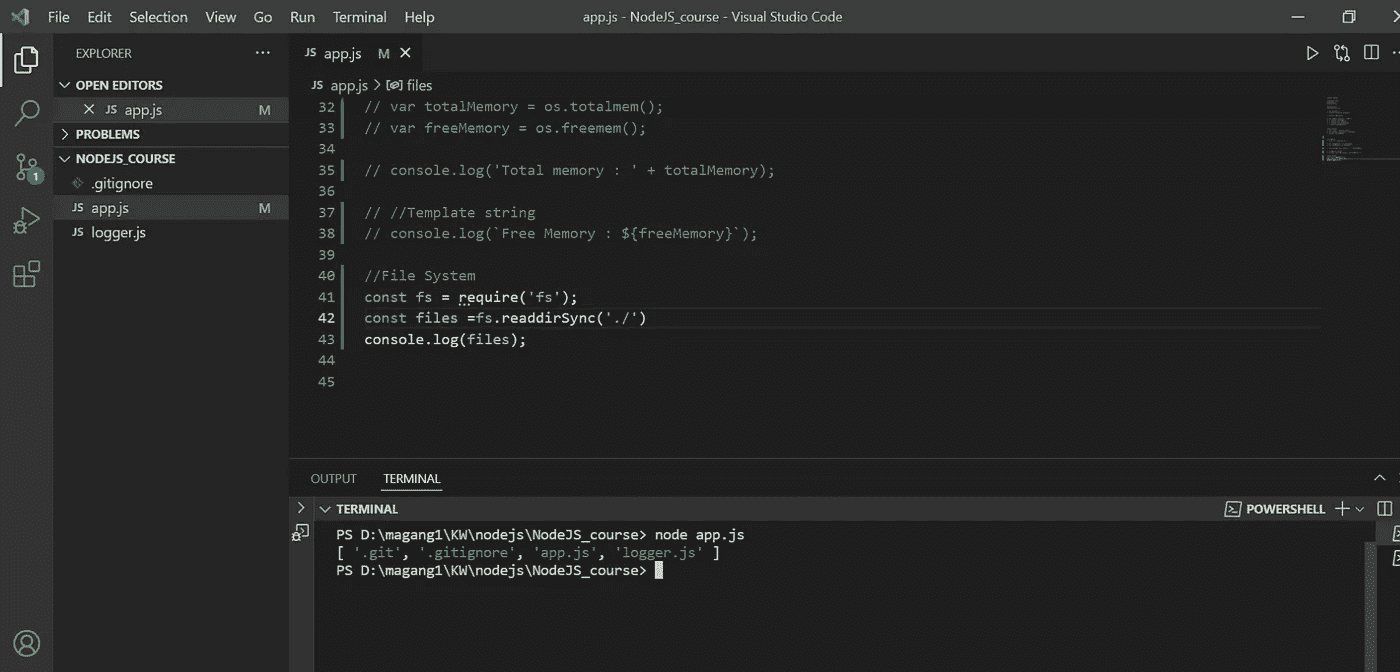 File Edit Selection View Go Run Terminal Help app.js - NodeJS_course - Visual Studio Code
EXPLORER
JS app.js M
OPEN EDITORS
JS app.js M
PROBLEMS
NODEJS_COURSE
.gitignore
JS app.js M
JS logger.js
1
JS app.js > files
32 // var totalMemory = os.totalmem();
33 // var freeMemory = os.freemem();
34
35 // console.log('Total memory : ' + totalMemory);
36
37 // //Template string
38 // console.log(`Free Memory : ${freeMemory}`);
39
40 //File System
41 const fs = require('fs');
42 const files =fs.readdirSync('./')
43 console.log(files);
44
45
OUTPUT TERMINAL
TERMINAL POWERSHELL
PS D:\magang1\KW\nodejs\NodeJS_course> node app.js
[ '.git', '.gitignore', 'app.js', 'logger.js' ]
PS D:\magang1\KW\nodejs\NodeJS_course>